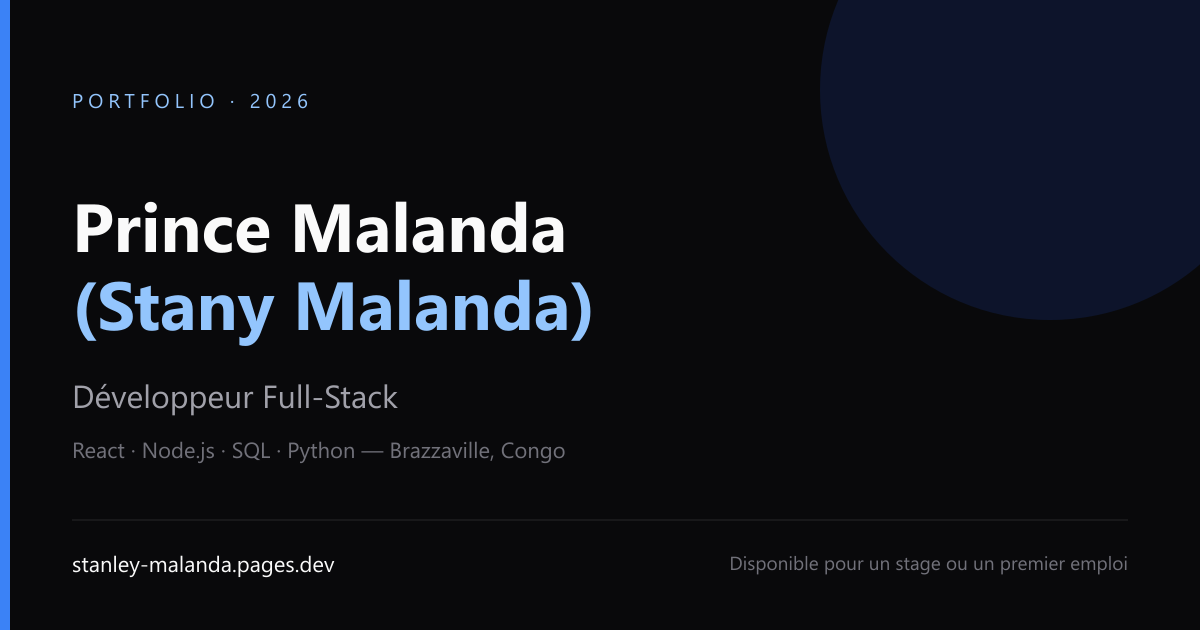 PORTFOLIO · 2026
Prince Malanda
(Stany Malanda)
Développeur Full-Stack
React · Node.js · SQL · Python — Brazzaville, Congo
stanley-malanda.pages.dev
Disponible pour un stage ou un premier emploi